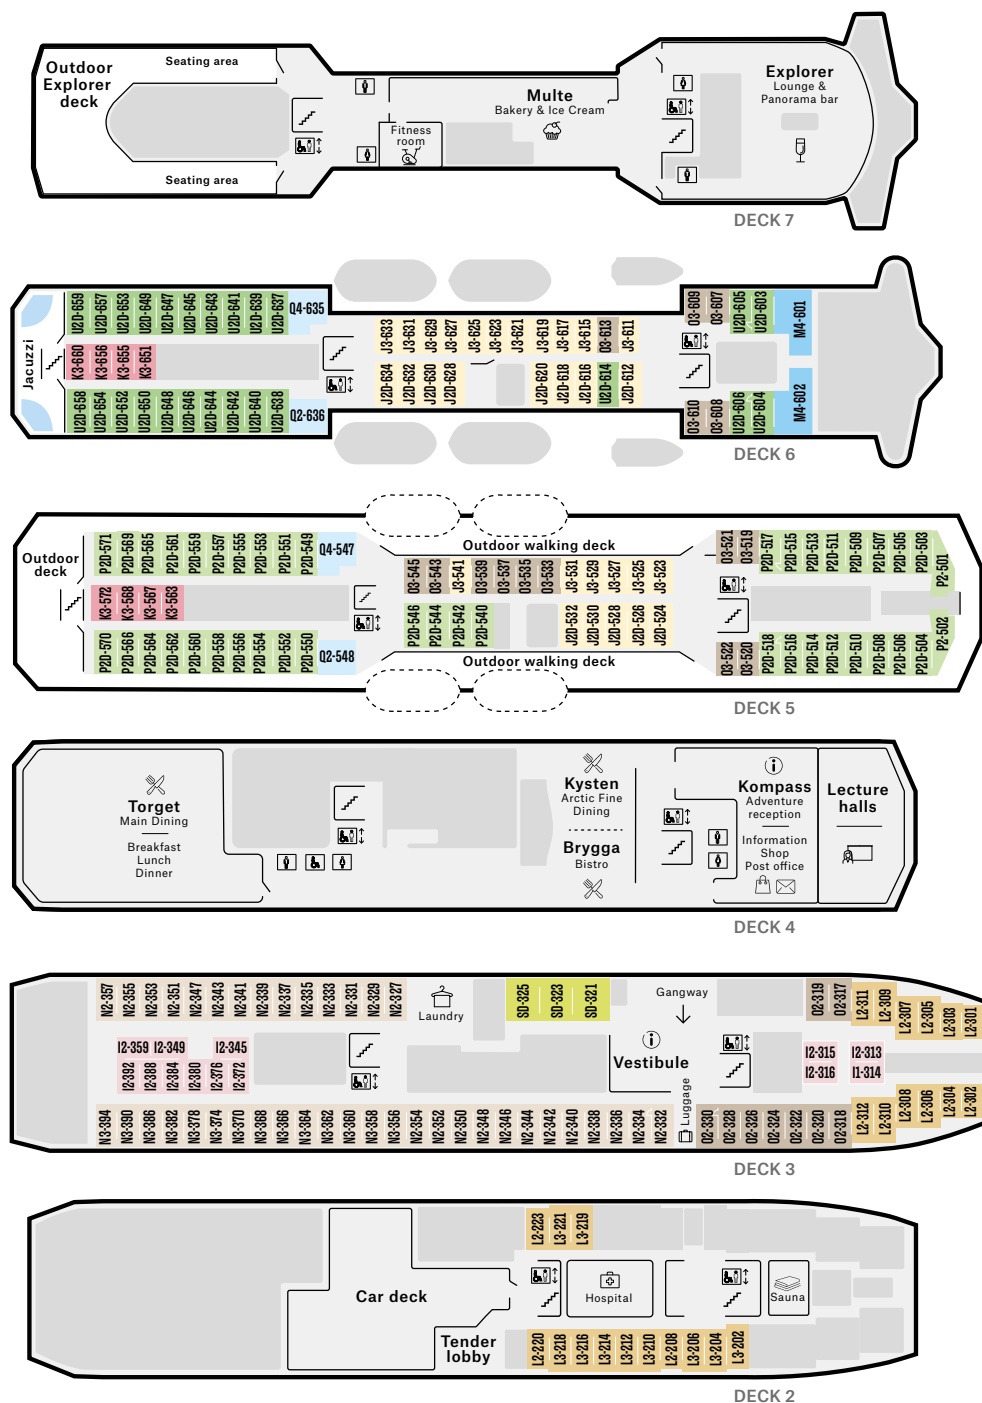 Outdoor
Explorer
deck
Seating area
Seating area
Multe
Bakery & Ice Cream
Fitness
room
Explorer
Lounge &
Panorama bar
DECK 7
Jacuzzi
U2D-659
U2D-657
U2D-653
U2D-649
U2D-647
U2D-645
U2D-643
U2D-641
U2D-639
U2D-637
Q4-635
K3-660
K3-656
K3-655
K3-651
U2D-658
U2D-654
U2D-652
U2D-650
U2D-648
U2D-646
U2D-644
U2D-642
U2D-640
U2D-638
Q2-636
J3-633
J3-631
J3-629
J3-627
J3-625
J3-623
J3-621
J3-619
J3-617
J3-615
O3-613
J3-611
J2D-634
J2D-632
J2D-630
J2D-628
J2D-620
J2D-618
J2D-616
U2D-614
J2D-612
O3-609
O3-607
U2D-605
U2D-603
M4-601
O3-610
O3-608
U2D-606
U2D-604
M4-602
DECK 6
Outdoor
deck
P2D-571
P2D-569
P2D-565
P2D-561
P2D-559
P2D-557
P2D-555
P2D-553
P2D-551
P2D-549
Q4-547
K3-572
K3-568
K3-567
K3-563
P2D-570
P2D-566
P2D-564
P2D-562
P2D-560
P2D-558
P2D-556
P2D-554
P2D-552
P2D-550
Q2-548
Outdoor walking deck
O3-545
O3-543
J3-541
O3-539
O3-537
O3-535
O3-533
J3-531
J3-529
J3-527
J3-525
J3-523
P2D-546
P2D-544
P2D-542
P2D-540
J2D-532
J2D-530
J2D-528
J2D-526
J2D-524
Outdoor walking deck
O3-521
O3-519
P2D-517
P2D-515
P2D-513
P2D-511
P2D-509
P2D-507
P2D-505
P2D-503
P2-501
O3-522
O3-520
P2D-518
P2D-516
P2D-514
P2D-512
P2D-510
P2D-508
P2D-506
P2D-504
P2-502
DECK 5
Torget
Main Dining
Breakfast
Lunch
Dinner
Kysten
Arctic Fine
Dining
Brygga
Bistro
Kompass
Adventure
reception
Information
Shop
Post office
Lecture
halls
DECK 4
N2-357
N2-355
N2-353
N2-351
N2-347
N2-343
N2-341
N2-339
N2-337
N2-335
N2-333
N2-331
N2-329
N2-327
Laundry
SD-325
SD-323
SD-321
Gangway
O2-319
O2-317
L2-311
L2-309
L2-307
L2-305
L2-303
L2-301
I2-359
I2-349
I2-345
I2-392
I2-388
I2-384
I2-380
I2-376
I2-372
Vestibule
Luggage
I2-315
I2-313
I2-316
I1-314
N3-394
N3-390
N3-386
N3-382
N3-378
N3-374
N3-370
N3-368
N3-366
N3-364
N3-362
N3-360
N3-358
N3-356
N2-354
N2-352
N2-350
N2-348
N2-346
N2-344
N2-342
N2-340
N2-338
N2-336
N2-334
N2-332
O2-330
O2-328
O2-326
O2-324
O2-322
O2-320
O2-318
L2-312
L2-310
L2-308
L2-306
L2-304
L2-302
DECK 3
Car deck
Tender
lobby
L2-223
L3-221
L3-219
Hospital
Sauna
L2-220
L3-218
L3-216
L3-214
L3-212
L3-210
L2-208
L3-206
L3-204
L3-202
DECK 2